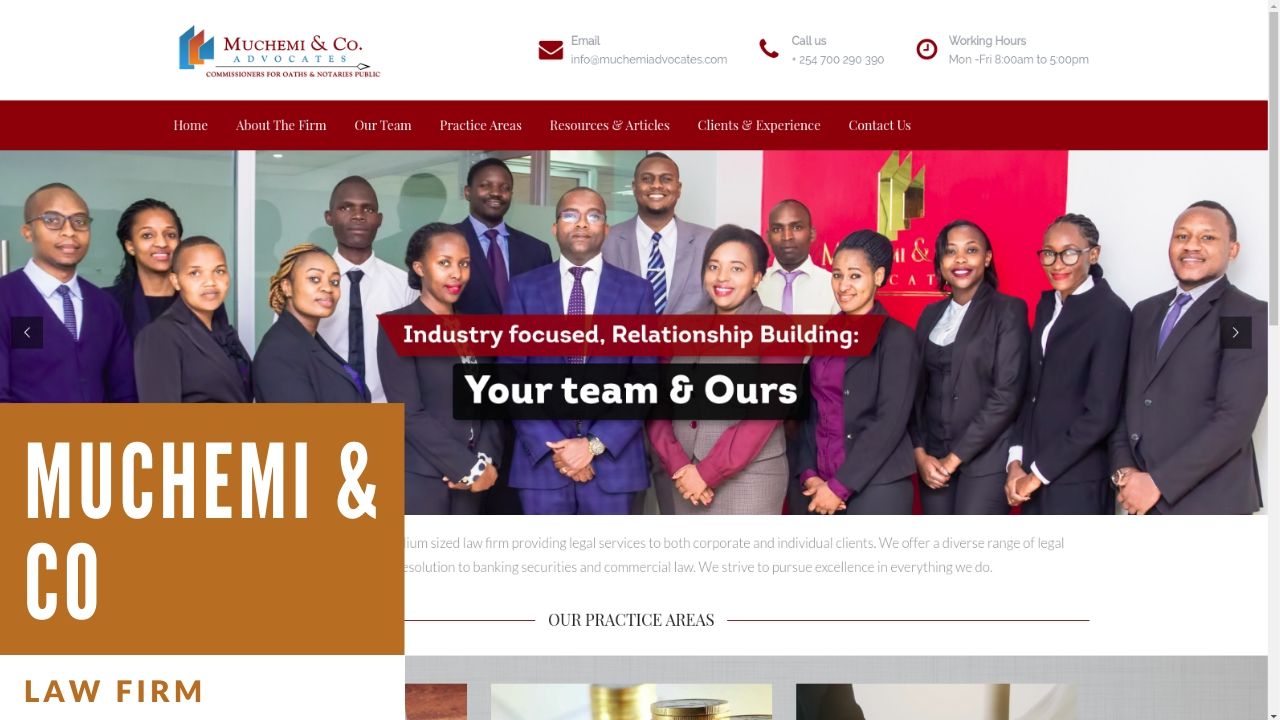 MUCHEMI & CO.
ADVOCATES
COMMISSIONERS FOR OATHS & NOTARIES PUBLIC
Email
info@muchemiadvocates.com
Call us
+ 254 700 290 390
Working Hours
Mon -Fri 8:00am to 5:00pm
Home
About The Firm
Our Team
Practice Areas
Resources & Articles
Clients & Experience
Contact Us
Industry focused, Relationship Building:
Your team & Ours
MUCHEMI &
CO
LAW FIRM
sized law firm providing legal services to both corporate and individual clients. We offer a diverse range of legal
to banking securities and commercial law. We strive to pursue excellence in everything we do.
OUR PRACTICE AREAS